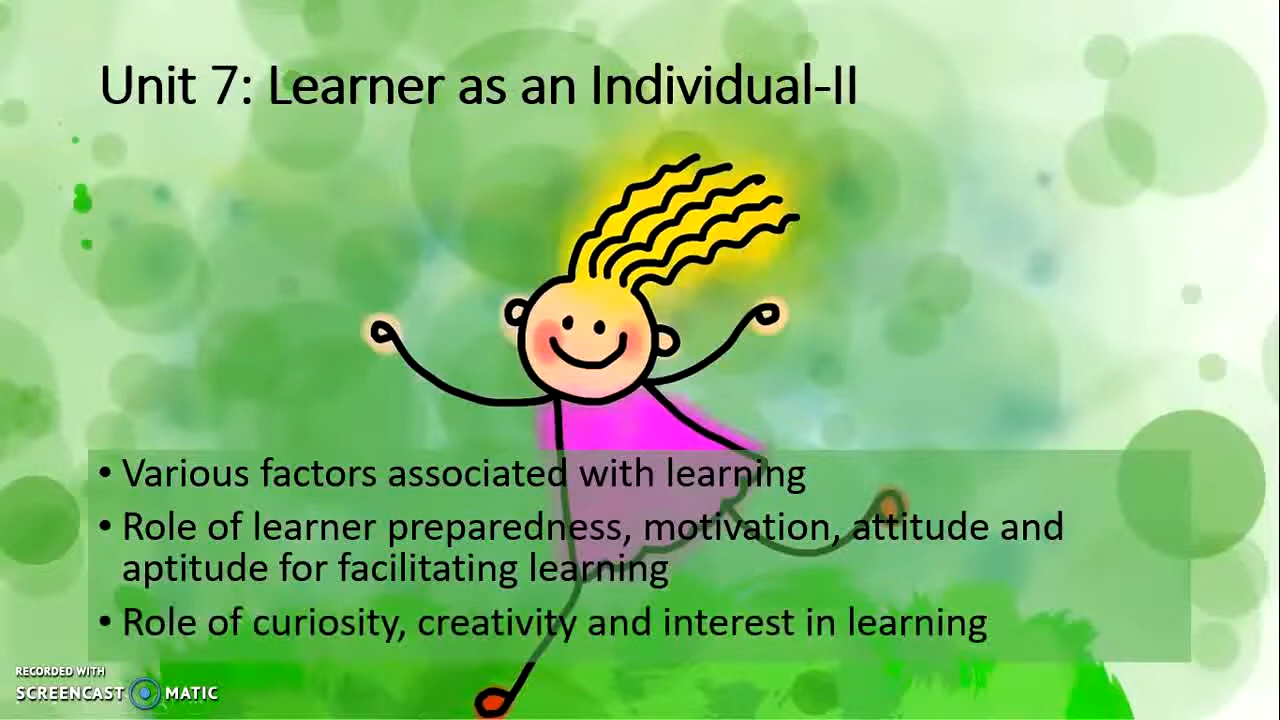 Unit 7: Learner as an Individual-II
• Various factors associated with learning
• Role of learner preparedness, motivation, attitude and
aptitude for facilitating learning
• Role of curiosity, creativity and interest in learning
RECORDED WITH
SCREENCAST MATIC